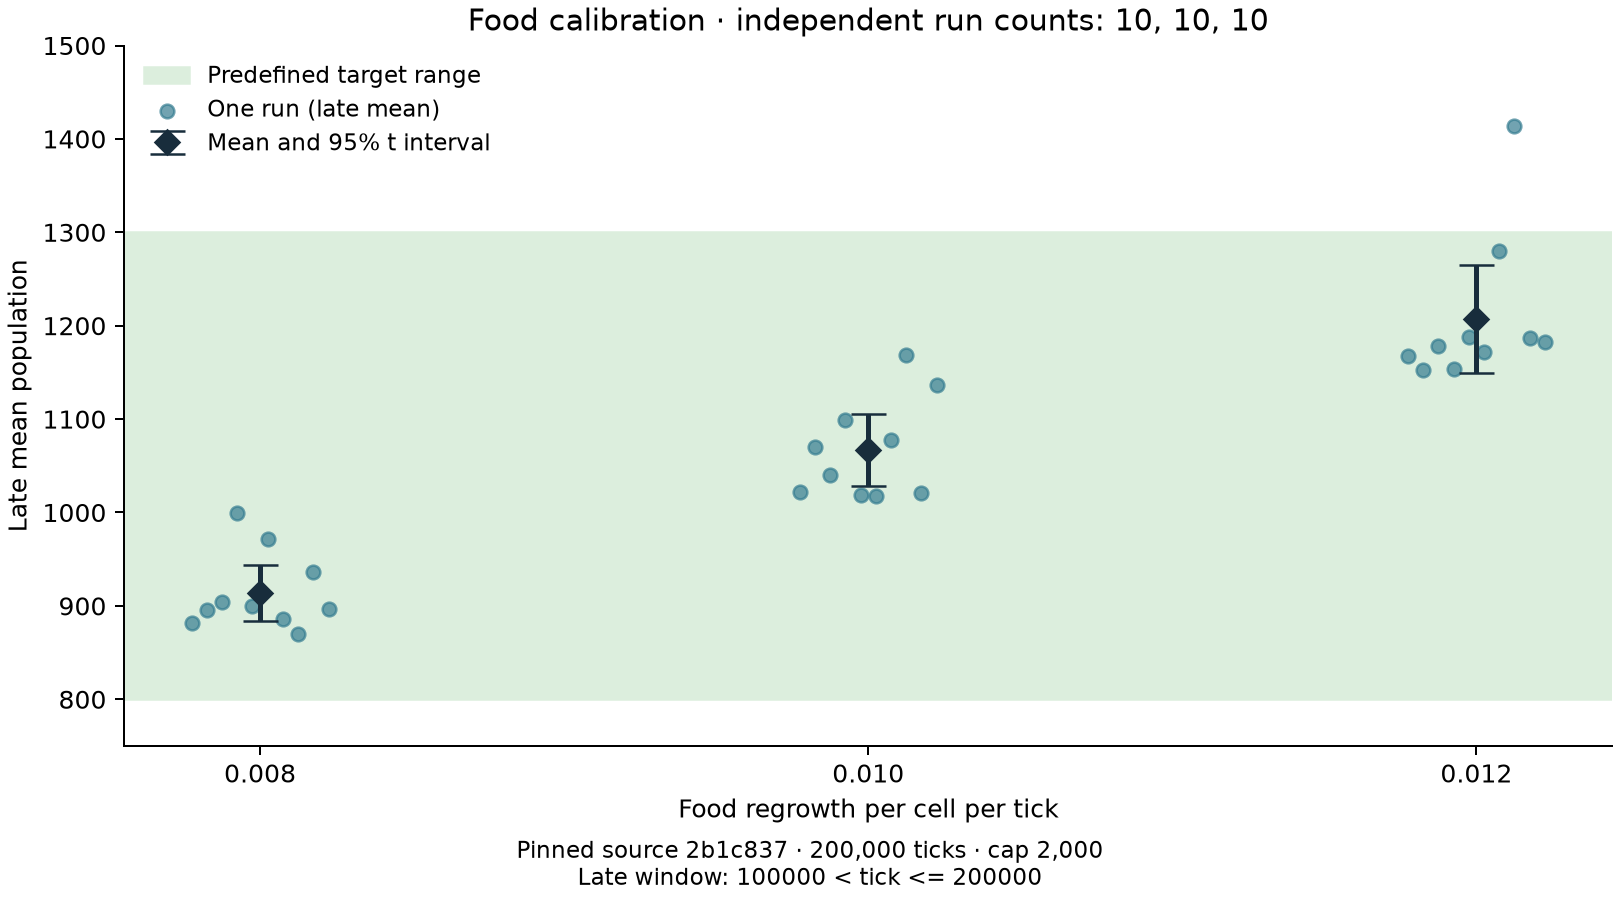 Food calibration · independent run counts: 10, 10, 10
Predefined target range
One run (late mean)
Mean and 95% t interval
Late mean population
1500
1400
1300
1200
1100
1000
900
800
0.008
0.010
0.012
Food regrowth per cell per tick
Pinned source 2b1c837 · 200,000 ticks · cap 2,000
Late window: 100000 < tick <= 200000